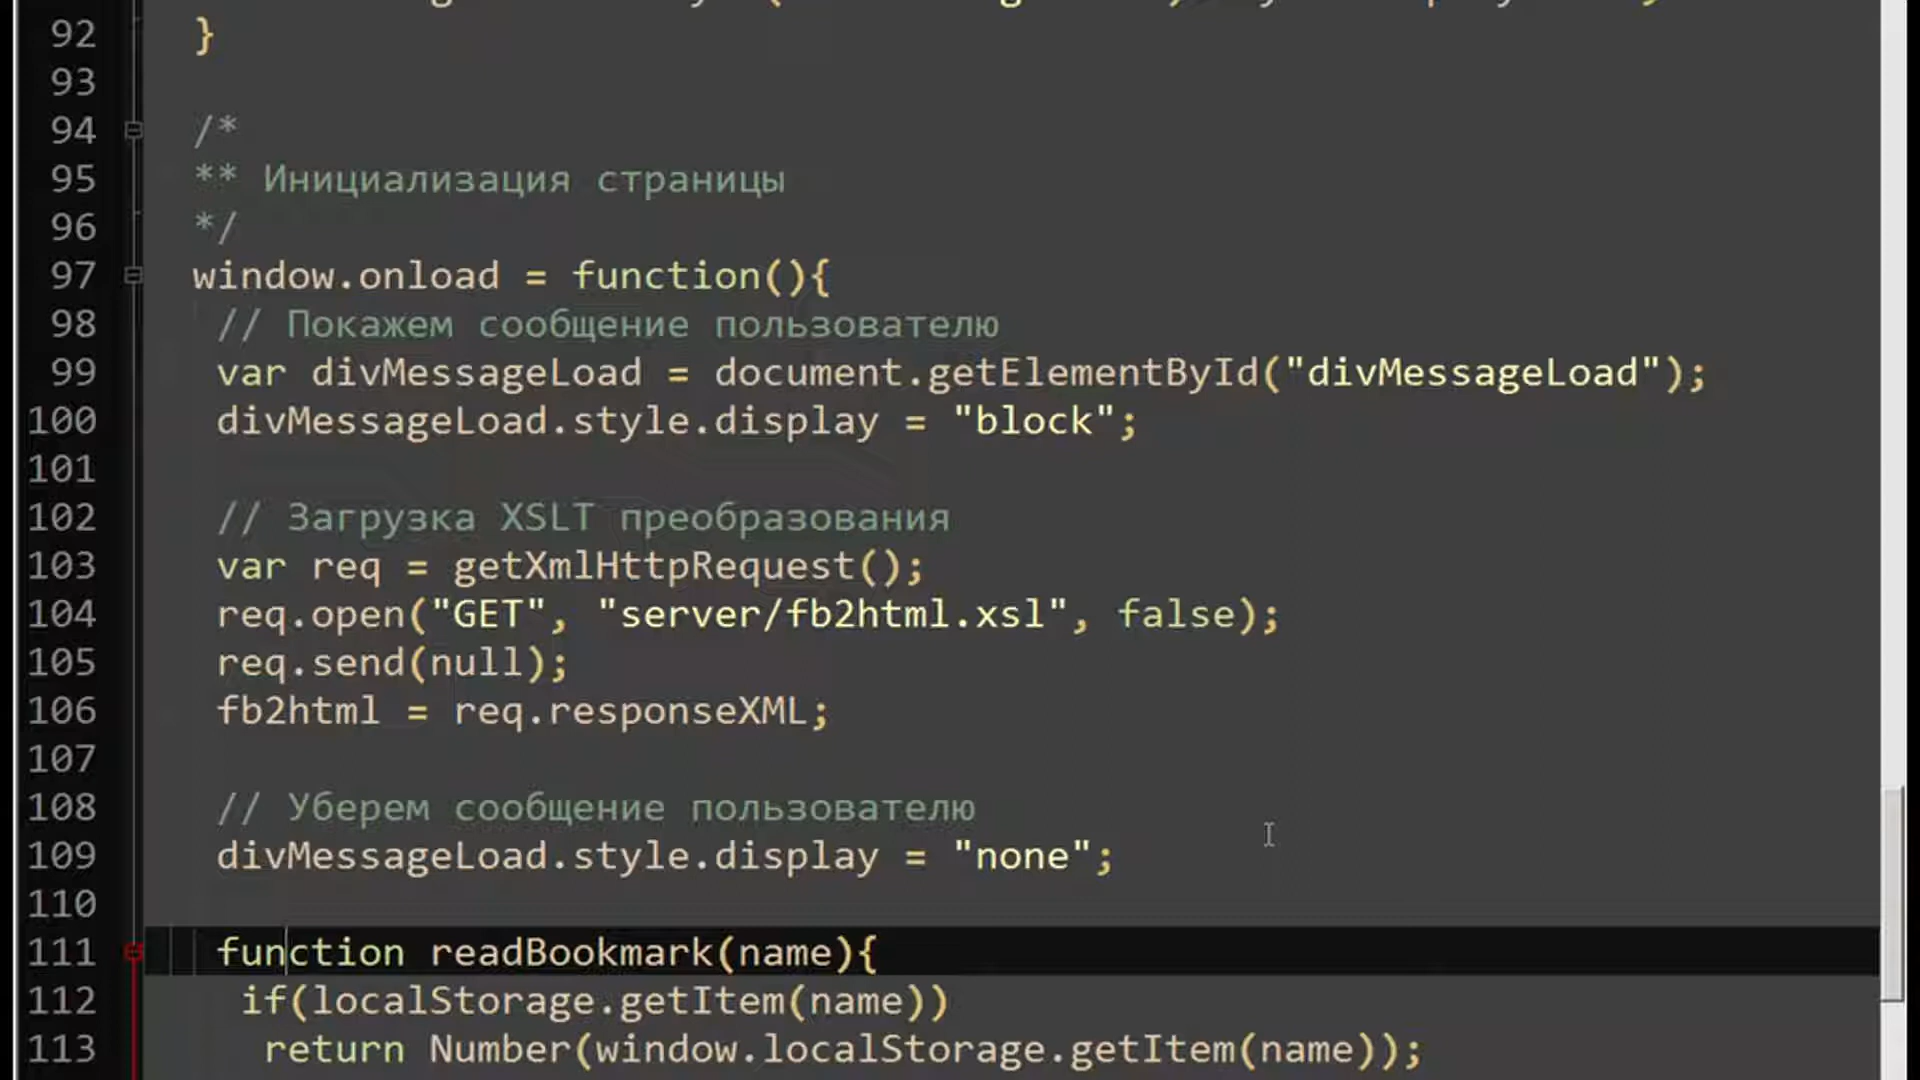 92 }
93
94 /*
95 ** Инициализация страницы
96 */
97 window.onload = function(){
98 // Покажем сообщение пользователю
99 var divMessageLoad = document.getElementById("divMessageLoad");
100 divMessageLoad.style.display = "block";
101
102 // Загрузка XSLT преобразования
103 var req = getXmlHttpRequest();
104 req.open("GET", "server/fb2html.xsl", false);
105 req.send(null);
106 fb2html = req.responseXML;
107
108 // Уберем сообщение пользователю
109 divMessageLoad.style.display = "none";
110
111 function readBookmark(name){
112 if(localStorage.getItem(name))
113 return Number(window.localStorage.getItem(name));